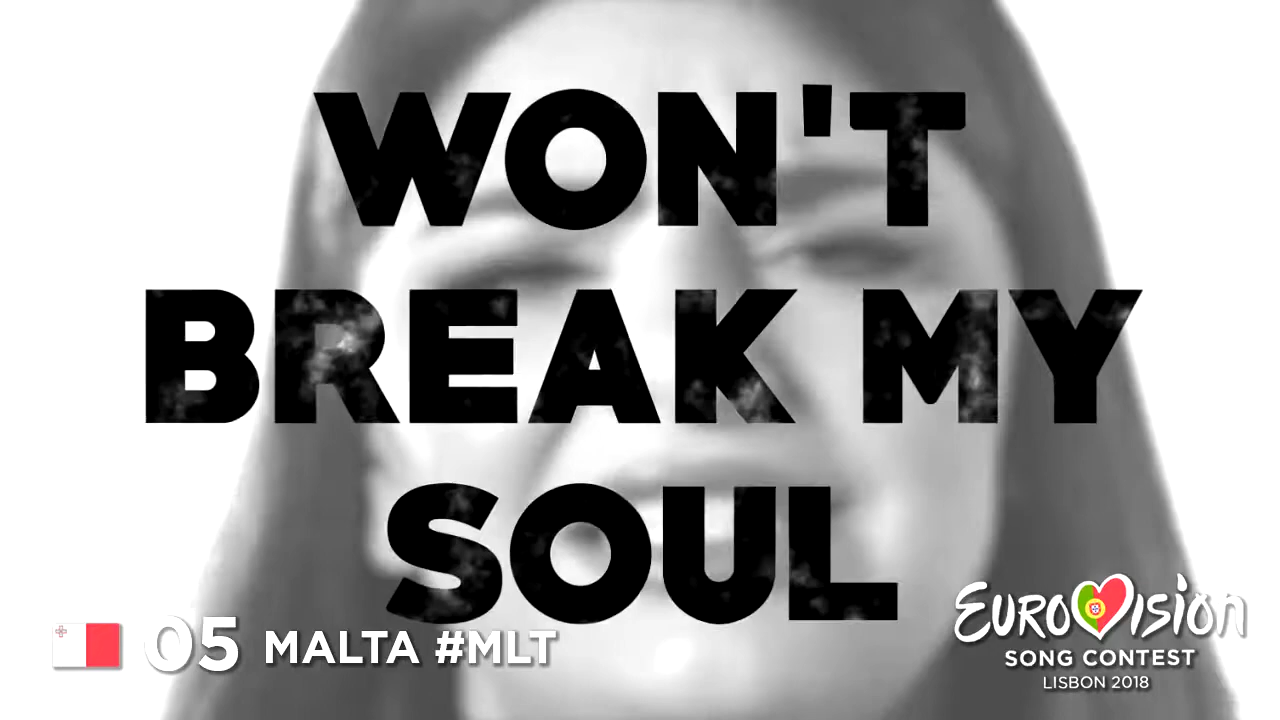 WON'T
BREAK MY
SOUL
05 MALTA #MLT
EUROVISION
SONG CONTEST
LISBON 2018